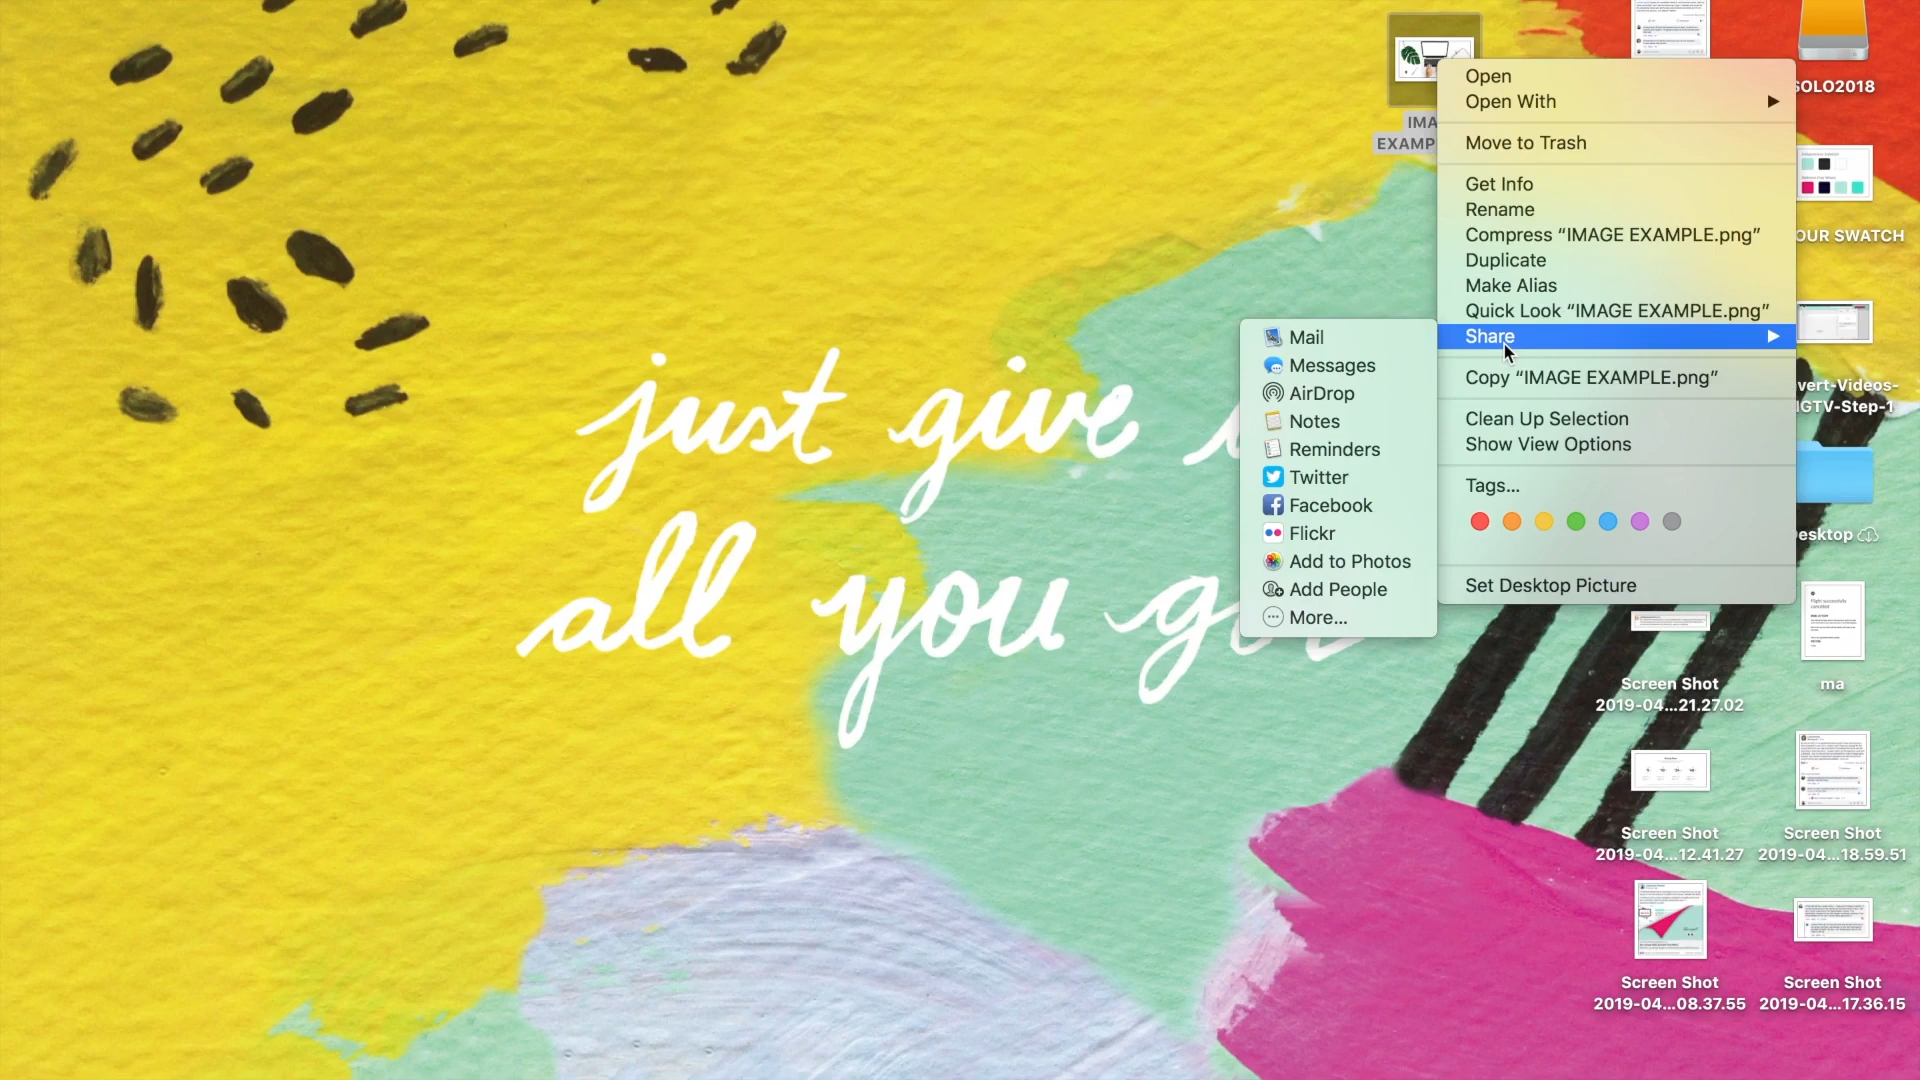 just give it
all you got
IMA
EXAMP
Open
Open With
Move to Trash
Get Info
Rename
Compress “IMAGE EXAMPLE.png”
Duplicate
Make Alias
Quick Look “IMAGE EXAMPLE.png”
Share
Copy “IMAGE EXAMPLE.png”
Clean Up Selection
Show View Options
Tags...
Set Desktop Picture
Mail
Messages
AirDrop
Notes
Reminders
Twitter
Facebook
Flickr
Add to Photos
Add People
More...
SOLO2018
OUR SWATCH
vert-Videos-
IGTV-Step-1
esktop
ma
Screen Shot
2019-04...21.27.02
Screen Shot
2019-04...12.41.27
Screen Shot
2019-04...18.59.51
Screen Shot
2019-04...08.37.55
Screen Shot
2019-04...17.36.15